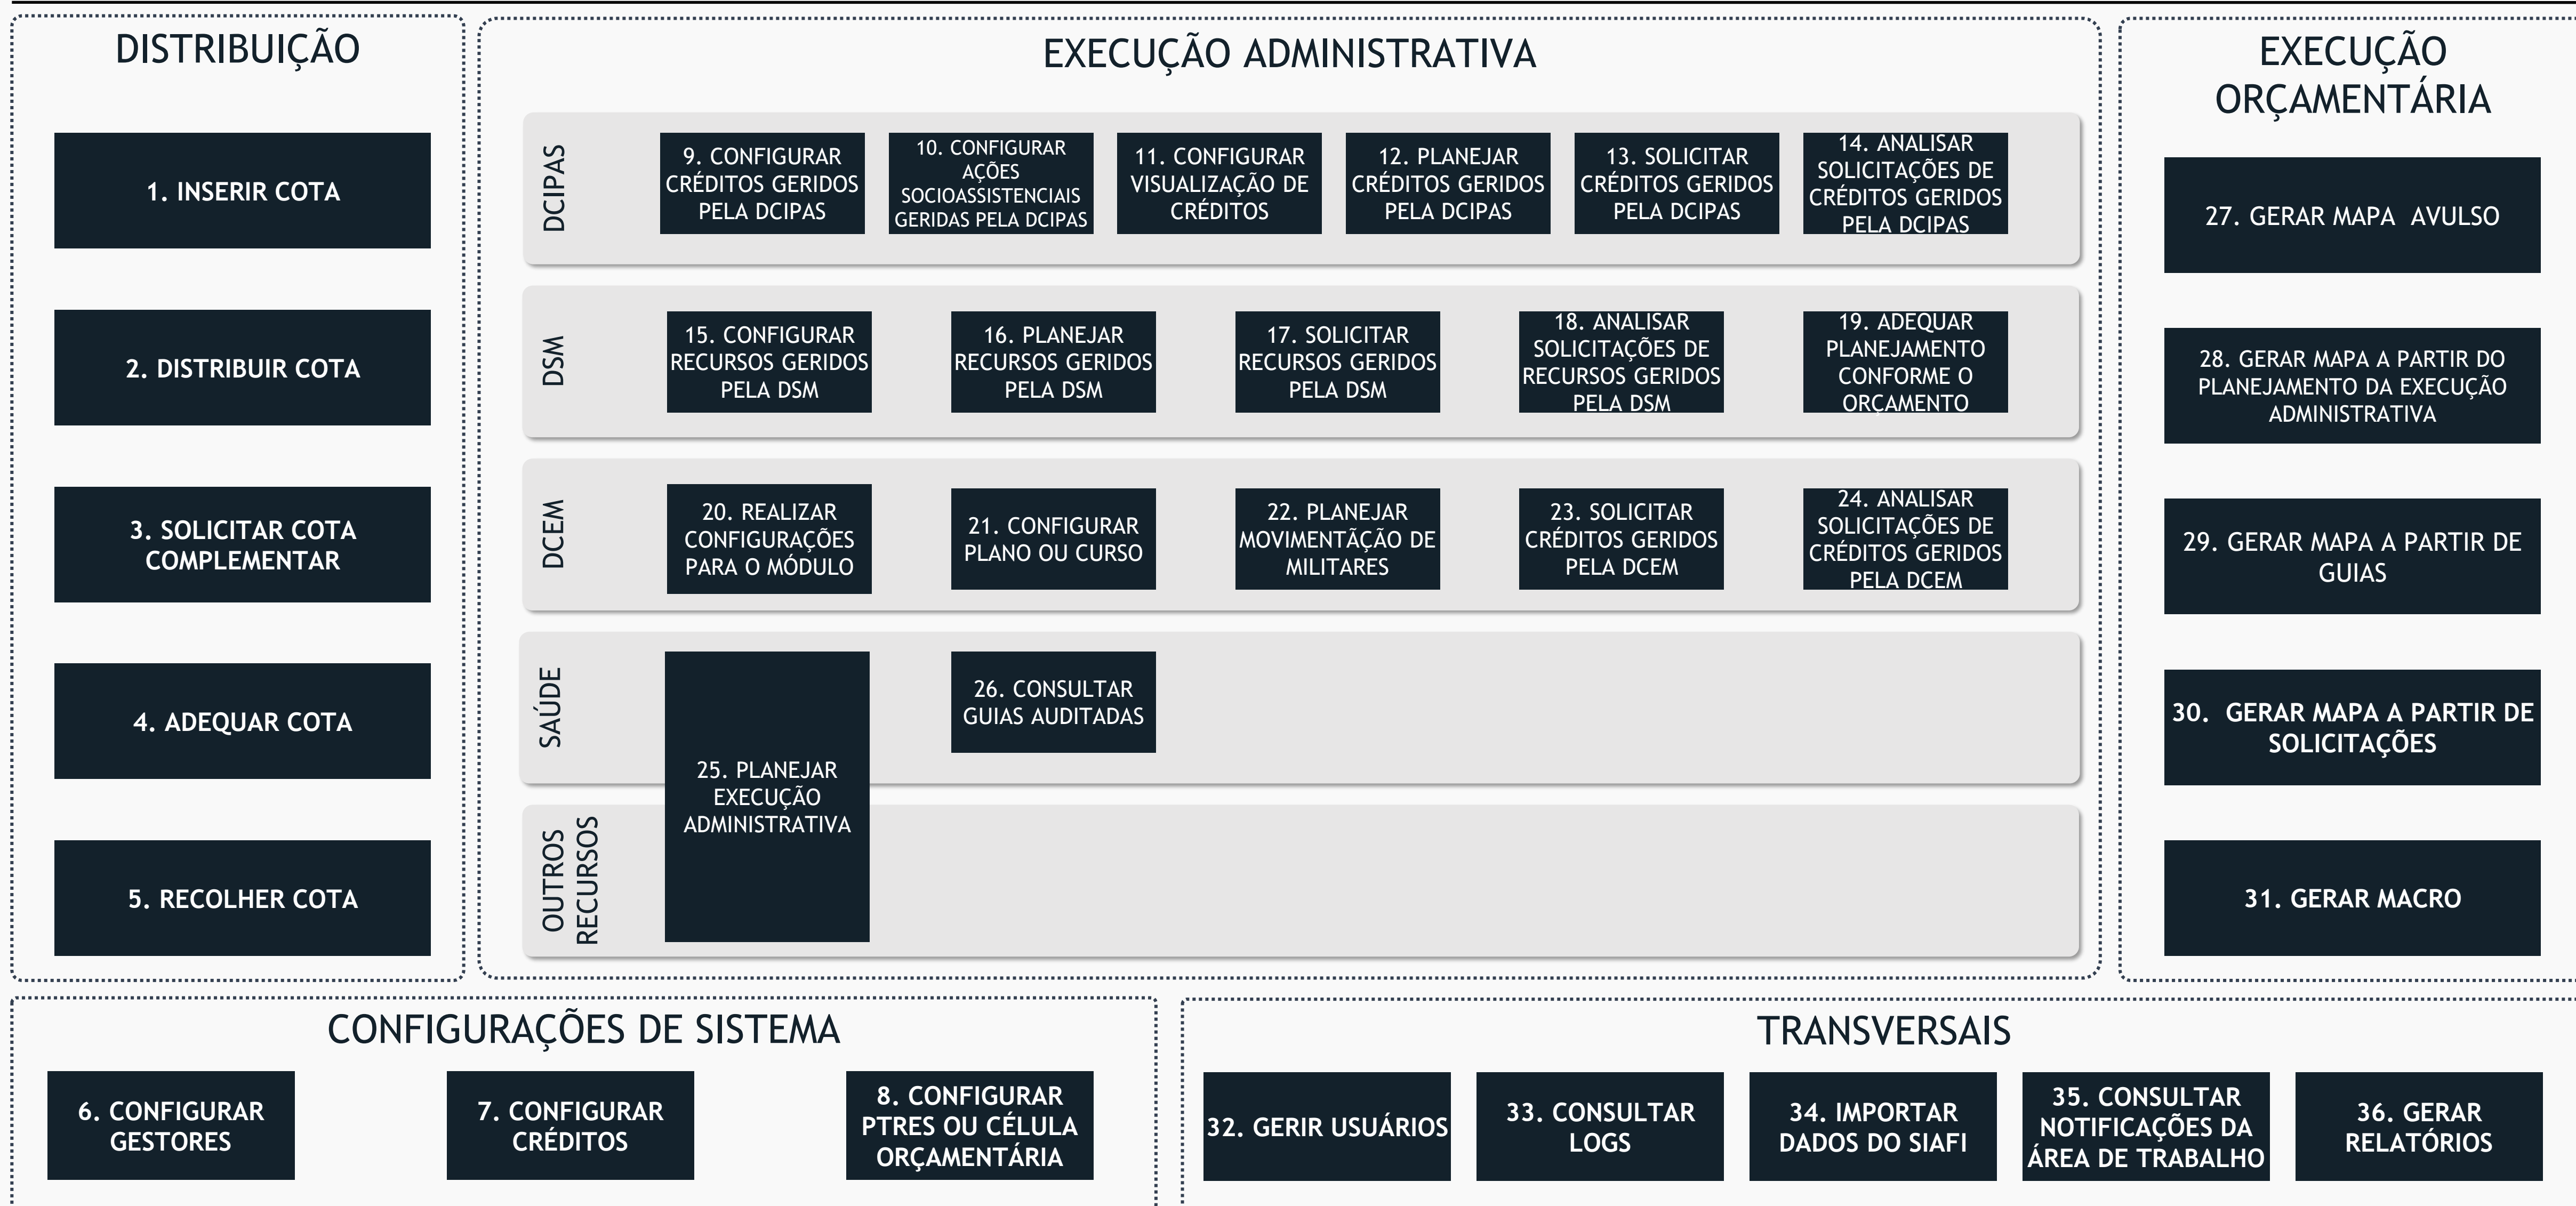 DISTRIBUIÇÃO
1. INSERIR COTA
2. DISTRIBUIR COTA
3. SOLICITAR COTA
COMPLEMENTAR
4. ADEQUAR COTA
5. RECOLHER COTA
EXECUÇÃO ADMINISTRATIVA
DCIPAS
9. CONFIGURAR
CRÉDITOS GERIDOS
PELA DCIPAS
10. CONFIGURAR
AÇÕES
SOCIOASSISTENCIAIS
GERIDAS PELA DCIPAS
11. CONFIGURAR
VISUALIZAÇÃO DE
CRÉDITOS
12. PLANEJAR
CRÉDITOS GERIDOS
PELA DCIPAS
13. SOLICITAR
CRÉDITOS GERIDOS
PELA DCIPAS
14. ANALISAR
SOLICITAÇÕES DE
CRÉDITOS GERIDOS
PELA DCIPAS
DSM
15. CONFIGURAR
RECURSOS GERIDOS
PELA DSM
16. PLANEJAR
RECURSOS GERIDOS
PELA DSM
17. SOLICITAR
RECURSOS GERIDOS
PELA DSM
18. ANALISAR
SOLICITAÇÕES DE
RECURSOS GERIDOS
PELA DSM
19. ADEQUAR
PLANEJAMENTO
CONFORME O
ORÇAMENTO
DCEM
20. REALIZAR
CONFIGURAÇÕES
PARA O MÓDULO
21. CONFIGURAR
PLANO OU CURSO
22. PLANEJAR
MOVIMENTÃÇÃO DE
MILITARES
23. SOLICITAR
CRÉDITOS GERIDOS
PELA DCEM
24. ANALISAR
SOLICITAÇÕES DE
CRÉDITOS GERIDOS
PELA DCEM
SAÚDE
25. PLANEJAR
EXECUÇÃO
ADMINISTRATIVA
26. CONSULTAR
GUIAS AUDITADAS
OUTROS
RECURSOS
EXECUÇÃO
ORÇAMENTÁRIA
27. GERAR MAPA  AVULSO
28. GERAR MAPA A PARTIR DO
PLANEJAMENTO DA EXECUÇÃO
ADMINISTRATIVA
29. GERAR MAPA A PARTIR DE
GUIAS
30.  GERAR MAPA A PARTIR DE
SOLICITAÇÕES
31. GERAR MACRO
CONFIGURAÇÕES DE SISTEMA
6. CONFIGURAR
GESTORES
7. CONFIGURAR
CRÉDITOS
8. CONFIGURAR
PTRES OU CÉLULA
ORÇAMENTÁRIA
TRANSVERSAIS
32. GERIR USUÁRIOS
33. CONSULTAR
LOGS
34. IMPORTAR
DADOS DO SIAFI
35. CONSULTAR
NOTIFICAÇÕES DA
ÁREA DE TRABALHO
36. GERAR
RELATÓRIOS